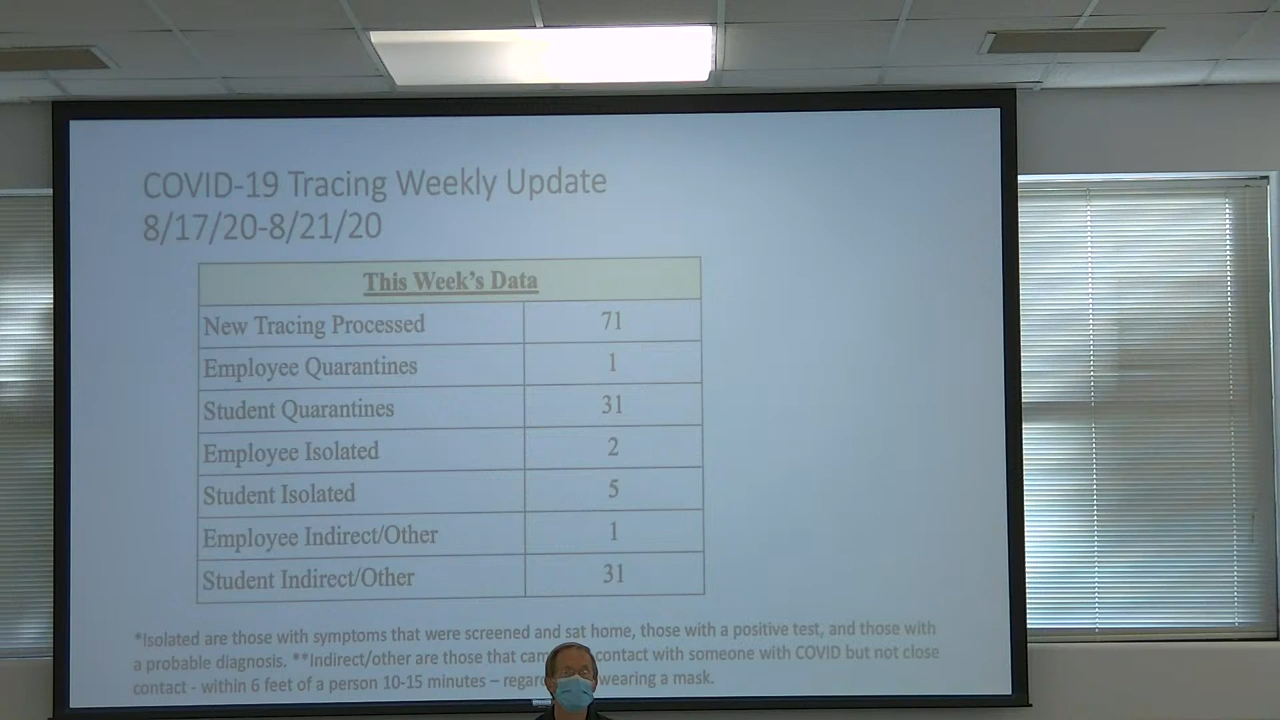 COVID-19 Tracing Weekly Update
8/17/20-8/21/20
This Week's Data
New Tracing Processed 71
Employee Quarantines 1
Student Quarantines 31
Employee Isolated 2
Student Isolated 5
Employee Indirect/Other 1
Student Indirect/Other 31
*Isolated are those with symptoms that were screened and sat home, those with a positive test, and those with
a probable diagnosis. **Indirect/other are those that contact with someone with COVID but not close
contact - within 6 feet of a person 10-15 minutes – wearing a mask.